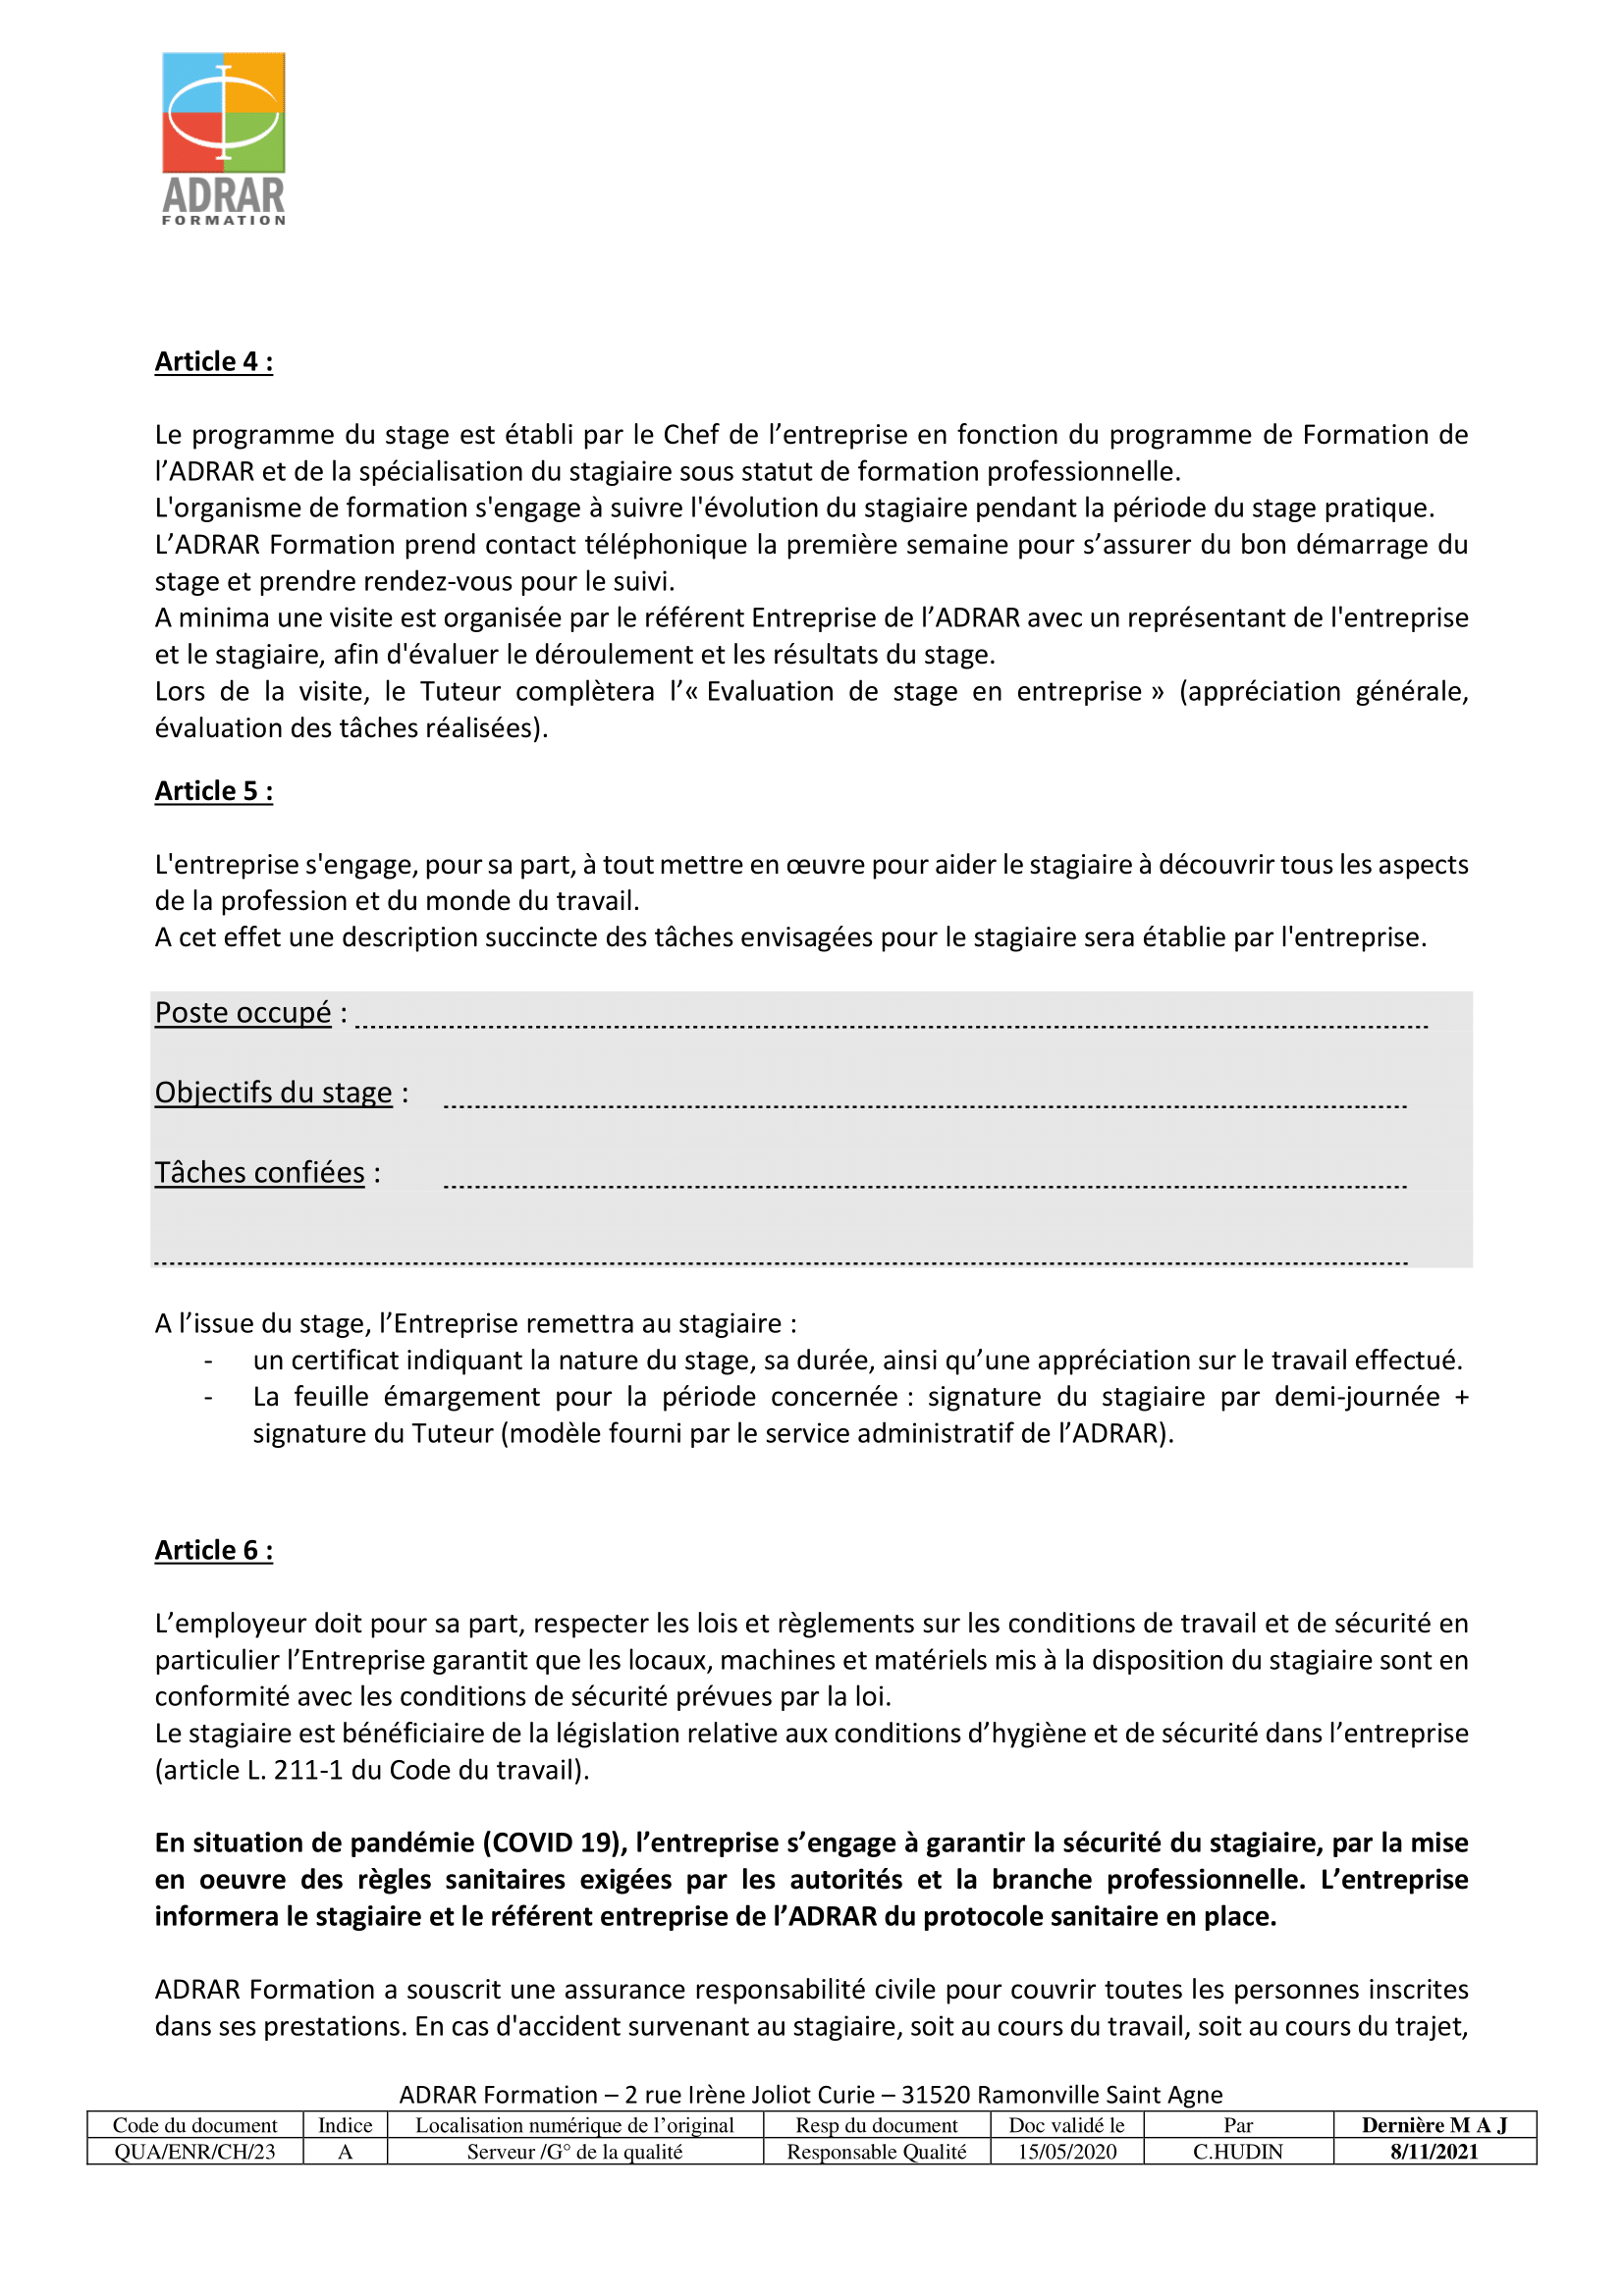 ADRAR
FORMATION
Article 4 :
Le programme du stage est établi par le Chef de l’entreprise en fonction du programme de Formation de
l’ADRAR et de la spécialisation du stagiaire sous statut de formation professionnelle.
L'organisme de formation s'engage à suivre l'évolution du stagiaire pendant la période du stage pratique.
L’ADRAR Formation prend contact téléphonique la première semaine pour s’assurer du bon démarrage du
stage et prendre rendez-vous pour le suivi.
A minima une visite est organisée par le référent Entreprise de l’ADRAR avec un représentant de l'entreprise
et le stagiaire, afin d'évaluer le déroulement et les résultats du stage.
Lors de la visite, le Tuteur complètera l’« Evaluation de stage en entreprise » (appréciation générale,
évaluation des tâches réalisées).
Article 5 :
L'entreprise s'engage, pour sa part, à tout mettre en œuvre pour aider le stagiaire à découvrir tous les aspects
de la profession et du monde du travail.
A cet effet une description succincte des tâches envisagées pour le stagiaire sera établie par l'entreprise.
Poste occupé :
Objectifs du stage :
Tâches confiées :
A l’issue du stage, l’Entreprise remettra au stagiaire :
- un certificat indiquant la nature du stage, sa durée, ainsi qu’une appréciation sur le travail effectué.
- La feuille émargement pour la période concernée : signature du stagiaire par demi-journée +
signature du Tuteur (modèle fourni par le service administratif de l’ADRAR).
Article 6 :
L’employeur doit pour sa part, respecter les lois et règlements sur les conditions de travail et de sécurité en
particulier l’Entreprise garantit que les locaux, machines et matériels mis à la disposition du stagiaire sont en
conformité avec les conditions de sécurité prévues par la loi.
Le stagiaire est bénéficiaire de la législation relative aux conditions d’hygiène et de sécurité dans l’entreprise
(article L. 211-1 du Code du travail).
En situation de pandémie (COVID 19), l’entreprise s’engage à garantir la sécurité du stagiaire, par la mise
en oeuvre des règles sanitaires exigées par les autorités et la branche professionnelle. L’entreprise
informera le stagiaire et le référent entreprise de l’ADRAR du protocole sanitaire en place.
ADRAR Formation a souscrit une assurance responsabilité civile pour couvrir toutes les personnes inscrites
dans ses prestations. En cas d'accident survenant au stagiaire, soit au cours du travail, soit au cours du trajet,
ADRAR Formation – 2 rue Irène Joliot Curie – 31520 Ramonville Saint Agne
Code du document Indice Localisation numérique de l’original Resp du document Doc validé le Par Dernière M A J
QUA/ENR/CH/23 A Serveur /G° de la qualité Responsable Qualité 15/05/2020 C.HUDIN 8/11/2021